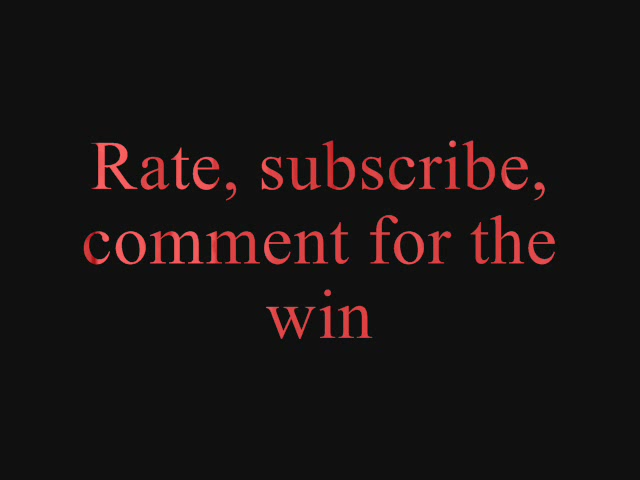 Rate, subscribe,
comment for the
win